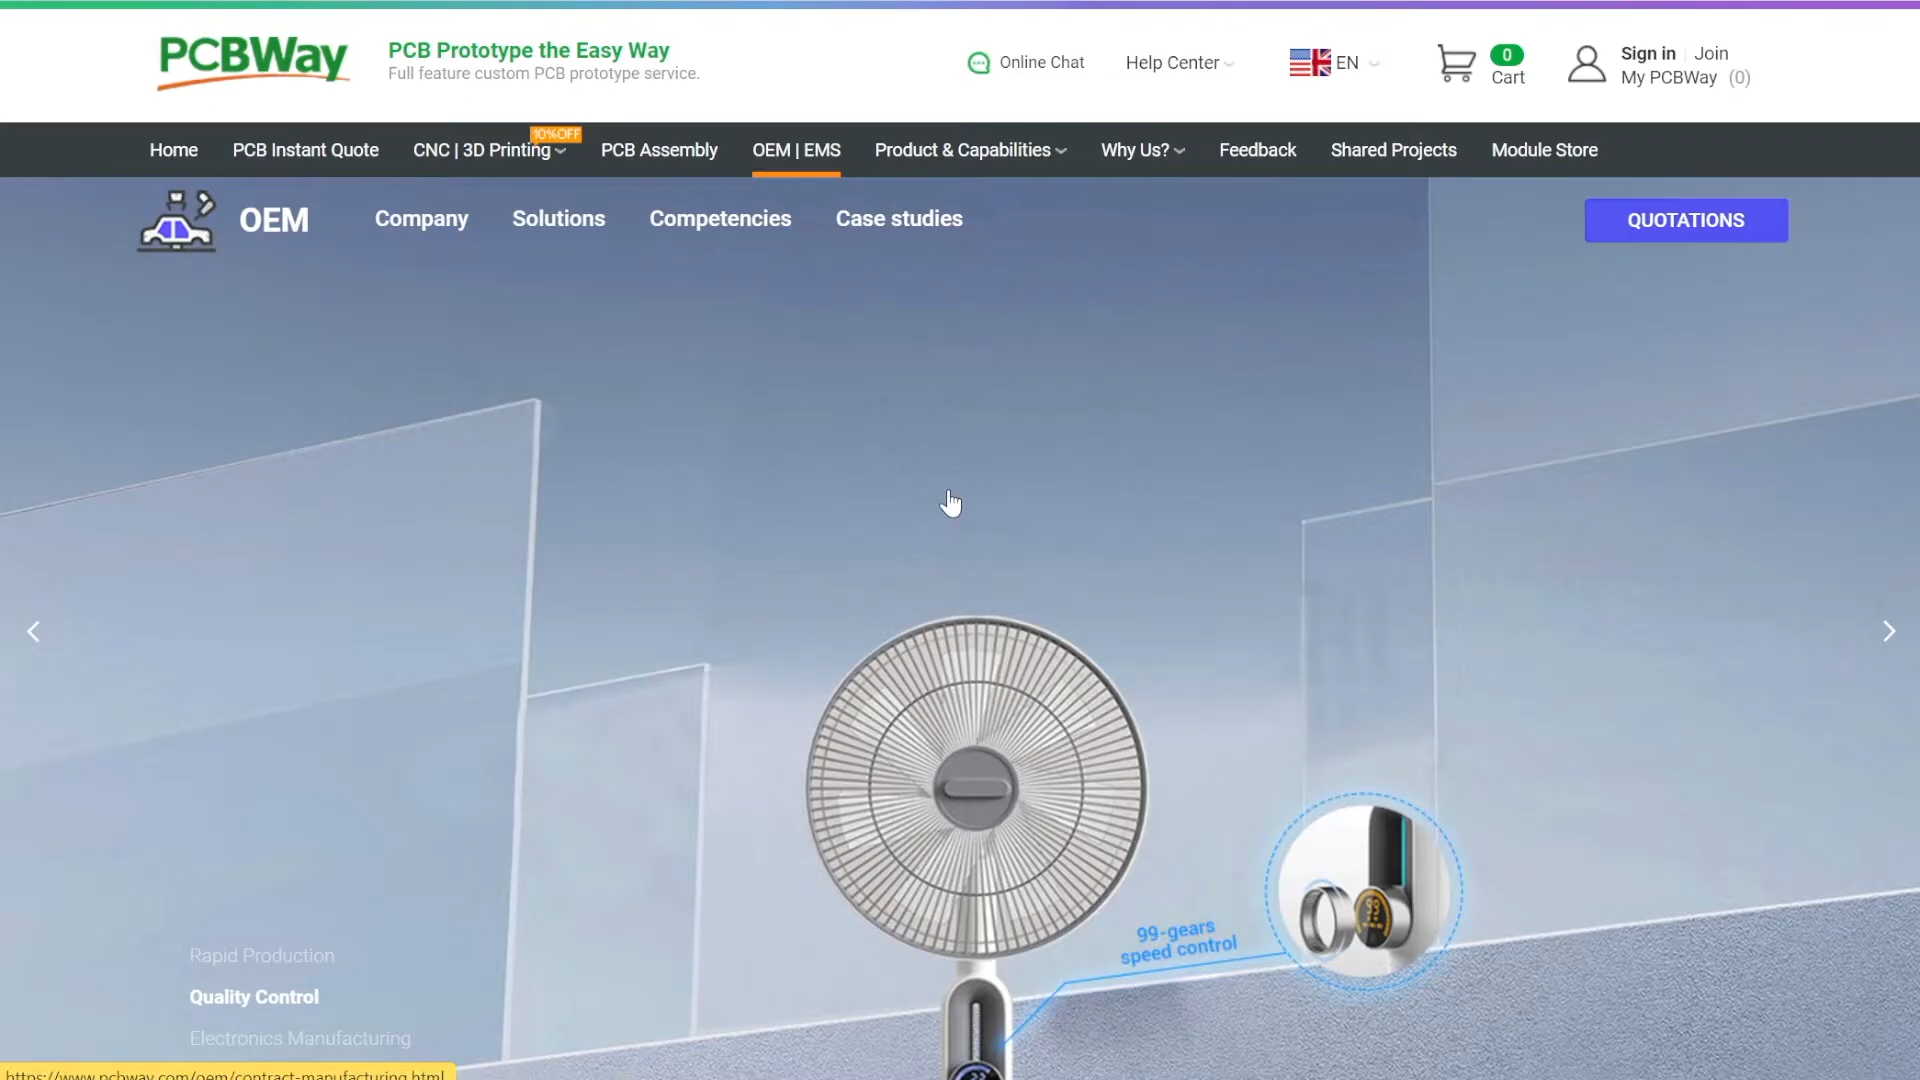 PCBWay
PCB Prototype the Easy Way
Full feature custom PCB prototype service.
Online Chat
Help Center
EN
0
Cart
Sign in
Join
My PCBWay (0)
10%OFF
Home
PCB Instant Quote
CNC | 3D Printing
PCB Assembly
OEM | EMS
Product & Capabilities
Why Us?
Feedback
Shared Projects
Module Store
OEM
Company
Solutions
Competencies
Case studies
QUOTATIONS
99-gears
speed control
Rapid Production
Quality Control
Electronics Manufacturing
https://www.pcbway.com/oem/contract-manufacturing.html